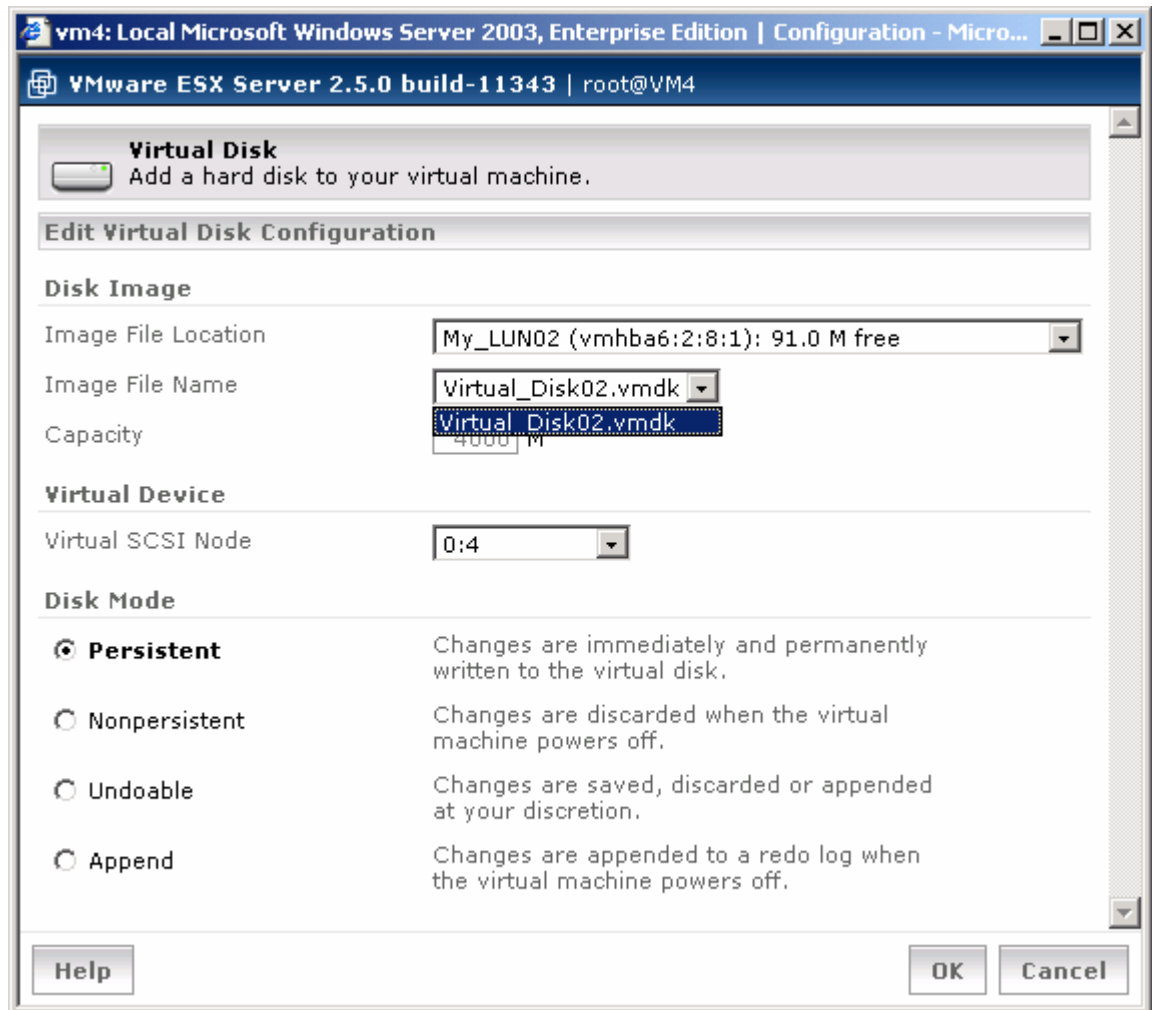 vm4: Local Microsoft Windows Server 2003, Enterprise Edition | Configuration - Micro...
VMware ESX Server 2.5.0 build-11343 | root@VM4
Virtual Disk
Add a hard disk to your virtual machine.
Edit Virtual Disk Configuration
Disk Image
Image File Location My_LUN02 (vmhba6:2:8:1): 91.0 M free
Image File Name Virtual_Disk02.vmdk
Virtual_Disk02.vmdk
Capacity 4000 M
Virtual Device
Virtual SCSI Node 0:4
Disk Mode
Persistent Changes are immediately and permanently
written to the virtual disk.
Nonpersistent Changes are discarded when the virtual
machine powers off.
Undoable Changes are saved, discarded or appended
at your discretion.
Append Changes are appended to a redo log when
the virtual machine powers off.
Help OK Cancel